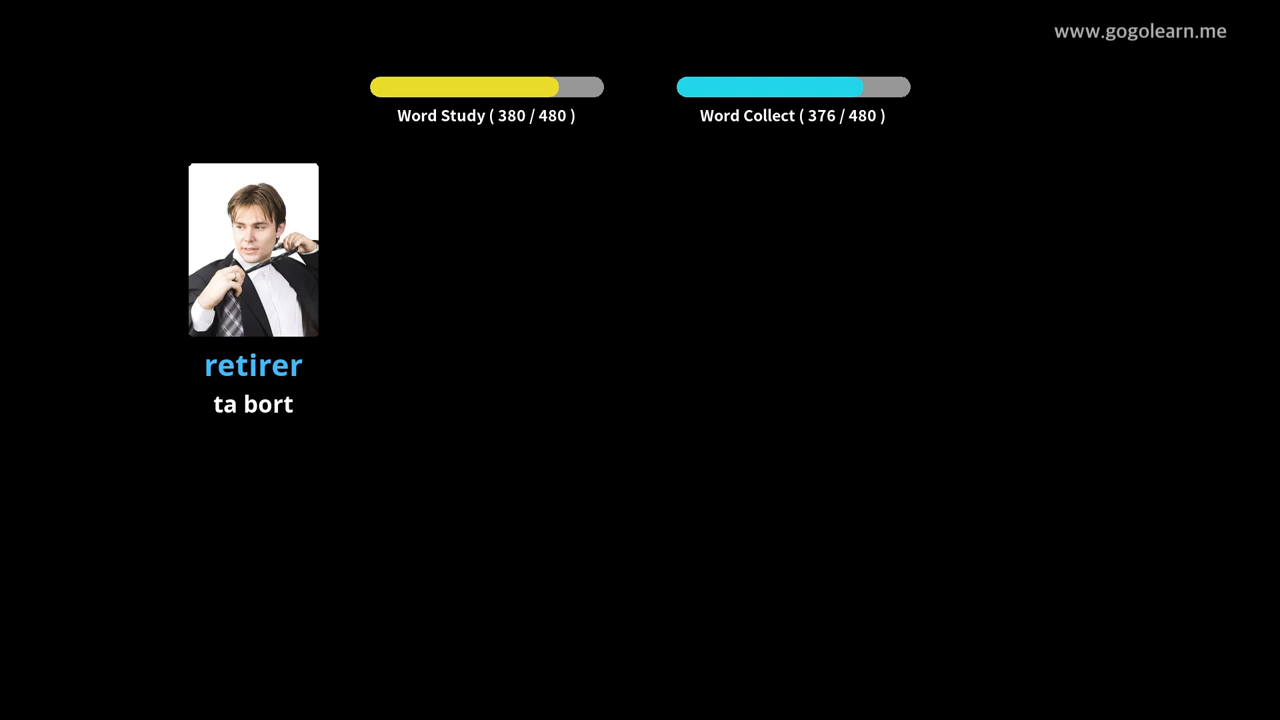 www.gogolearn.me
Word Study ( 380 / 480 )
Word Collect ( 376 / 480 )
retirer
ta bort